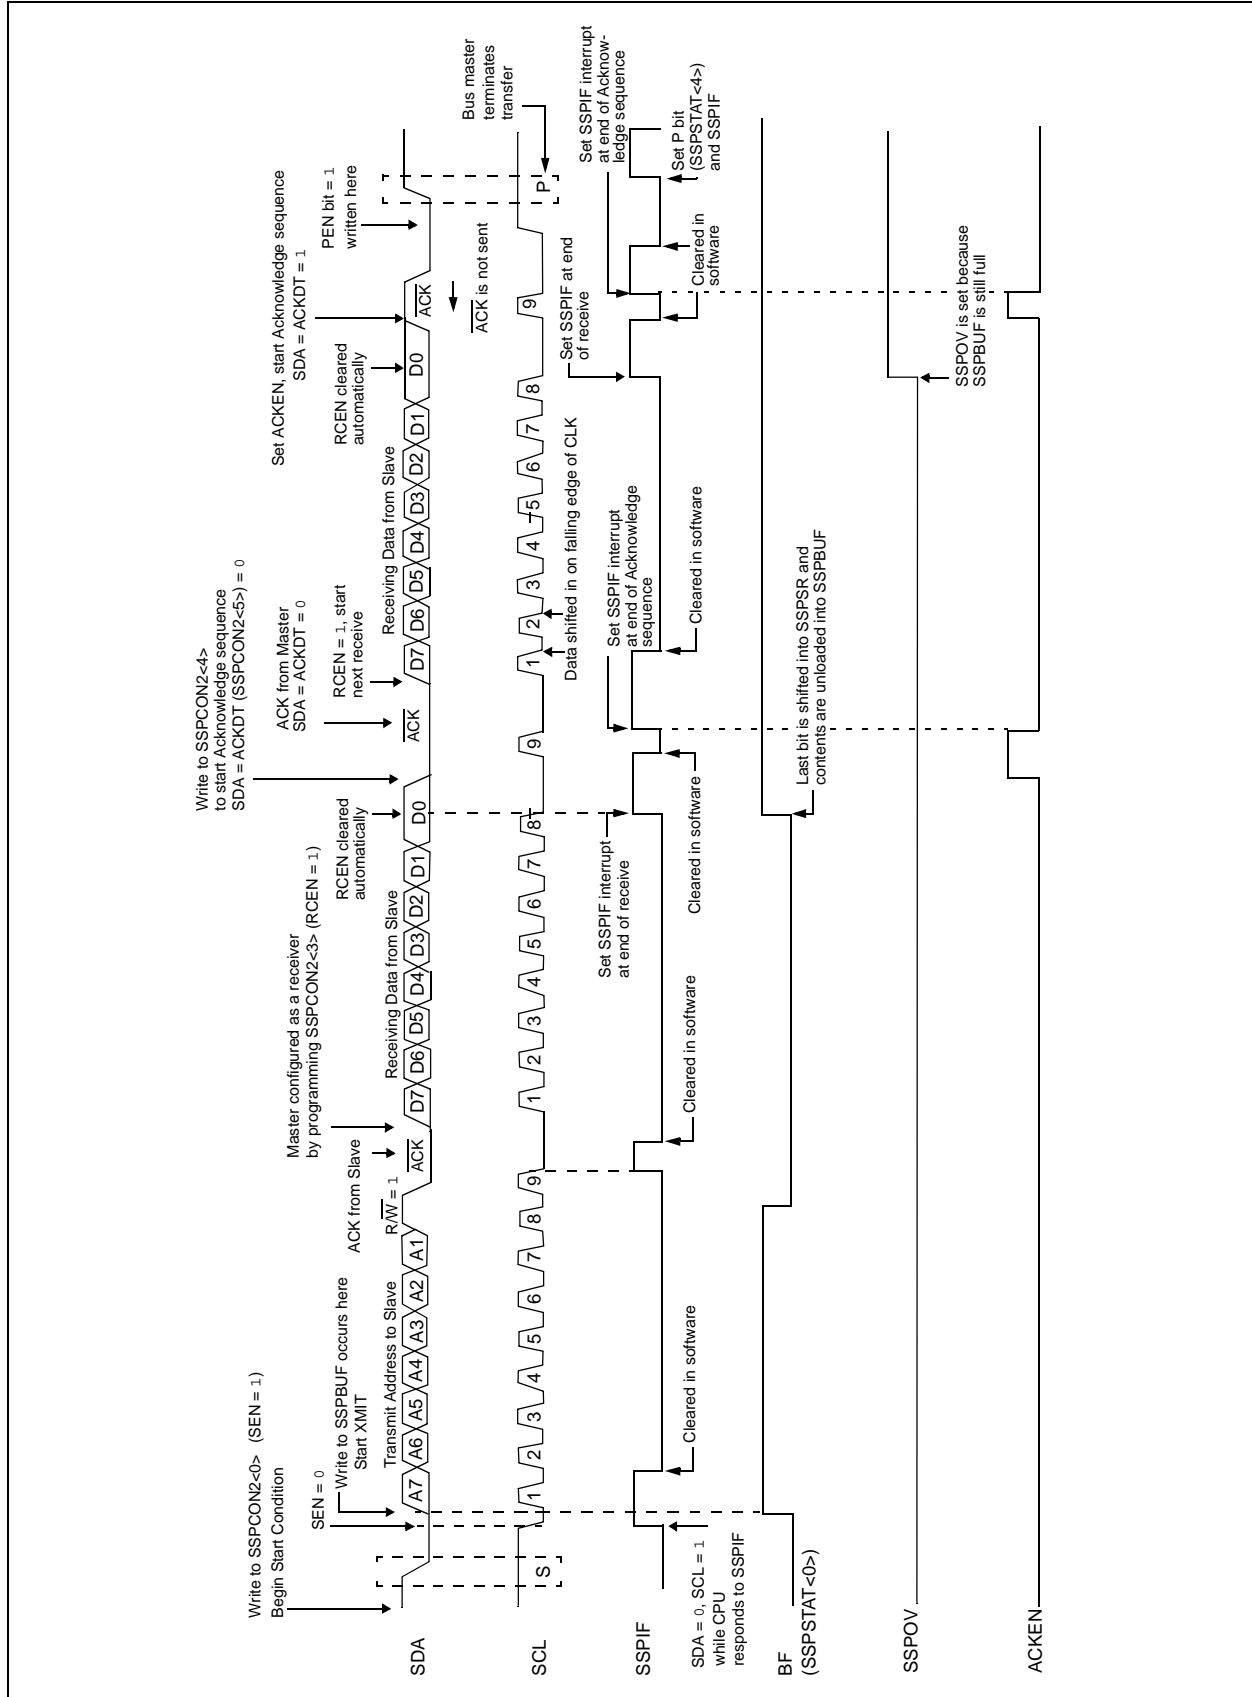 Write to SSPCON2<0> (SEN = 1)
Begin Start Condition
SEN = 0
Write to SSPBUF occurs here
Start XMIT
Transmit Address to Slave
R/W = 1
ACK from Slave
Master configured as a receiver
by programming SSPCON2<3> (RCEN = 1)
Receiving Data from Slave
RCEN cleared
automatically
Write to SSPCON2<4>
to start Acknowledge sequence
SDA = ACKDT (SSPCON2<5>) = 0
ACK from Master
SDA = ACKDT = 0
RCEN = 1, start
next receive
Receiving Data from Slave
RCEN cleared
automatically
Set ACKEN, start Acknowledge sequence
SDA = ACKDT = 1
PEN bit = 1
written here
SDA
A7 A6 A5 A4 A3 A2 A1
ACK
D7 D6 D5 D4 D3 D2 D1 D0
ACK
D7 D6 D5 D4 D3 D2 D1 D0
ACK
ACK is not sent
Bus master
terminates
transfer
SCL
S
1 2 3 4 5 6 7 8 9
1 2 3 4 5 6 7 8 9
1 2 3 4 5 6 7 8 9
P
Data shifted in on falling edge of CLK
Set SSPIF interrupt
at end of receive
Set SSPIF interrupt
at end of Acknowledge
sequence
Set SSPIF at end
of receive
Set SSPIF interrupt
at end of Acknow-
ledge sequence
SSPIF
SDA = 0, SCL = 1
while CPU
responds to SSPIF
Cleared in software
Cleared in software
Cleared in software
Cleared in software
Cleared in
software
Set P bit
(SSPSTAT<4>)
and SSPIF
BF
(SSPSTAT<0>)
Last bit is shifted into SSPSR and
contents are unloaded into SSPBUF
SSPOV
SSPOV is set because
SSPBUF is still full
ACKEN